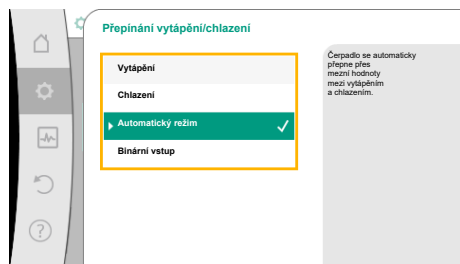 Přepínání vytápění/chlazení
Vytápění
Chlazení
Automatický režim
Binární vstup
Čerpadlo se automaticky
přepne přes
mezní hodnoty
mezi vytápěním
a chlazením.
?